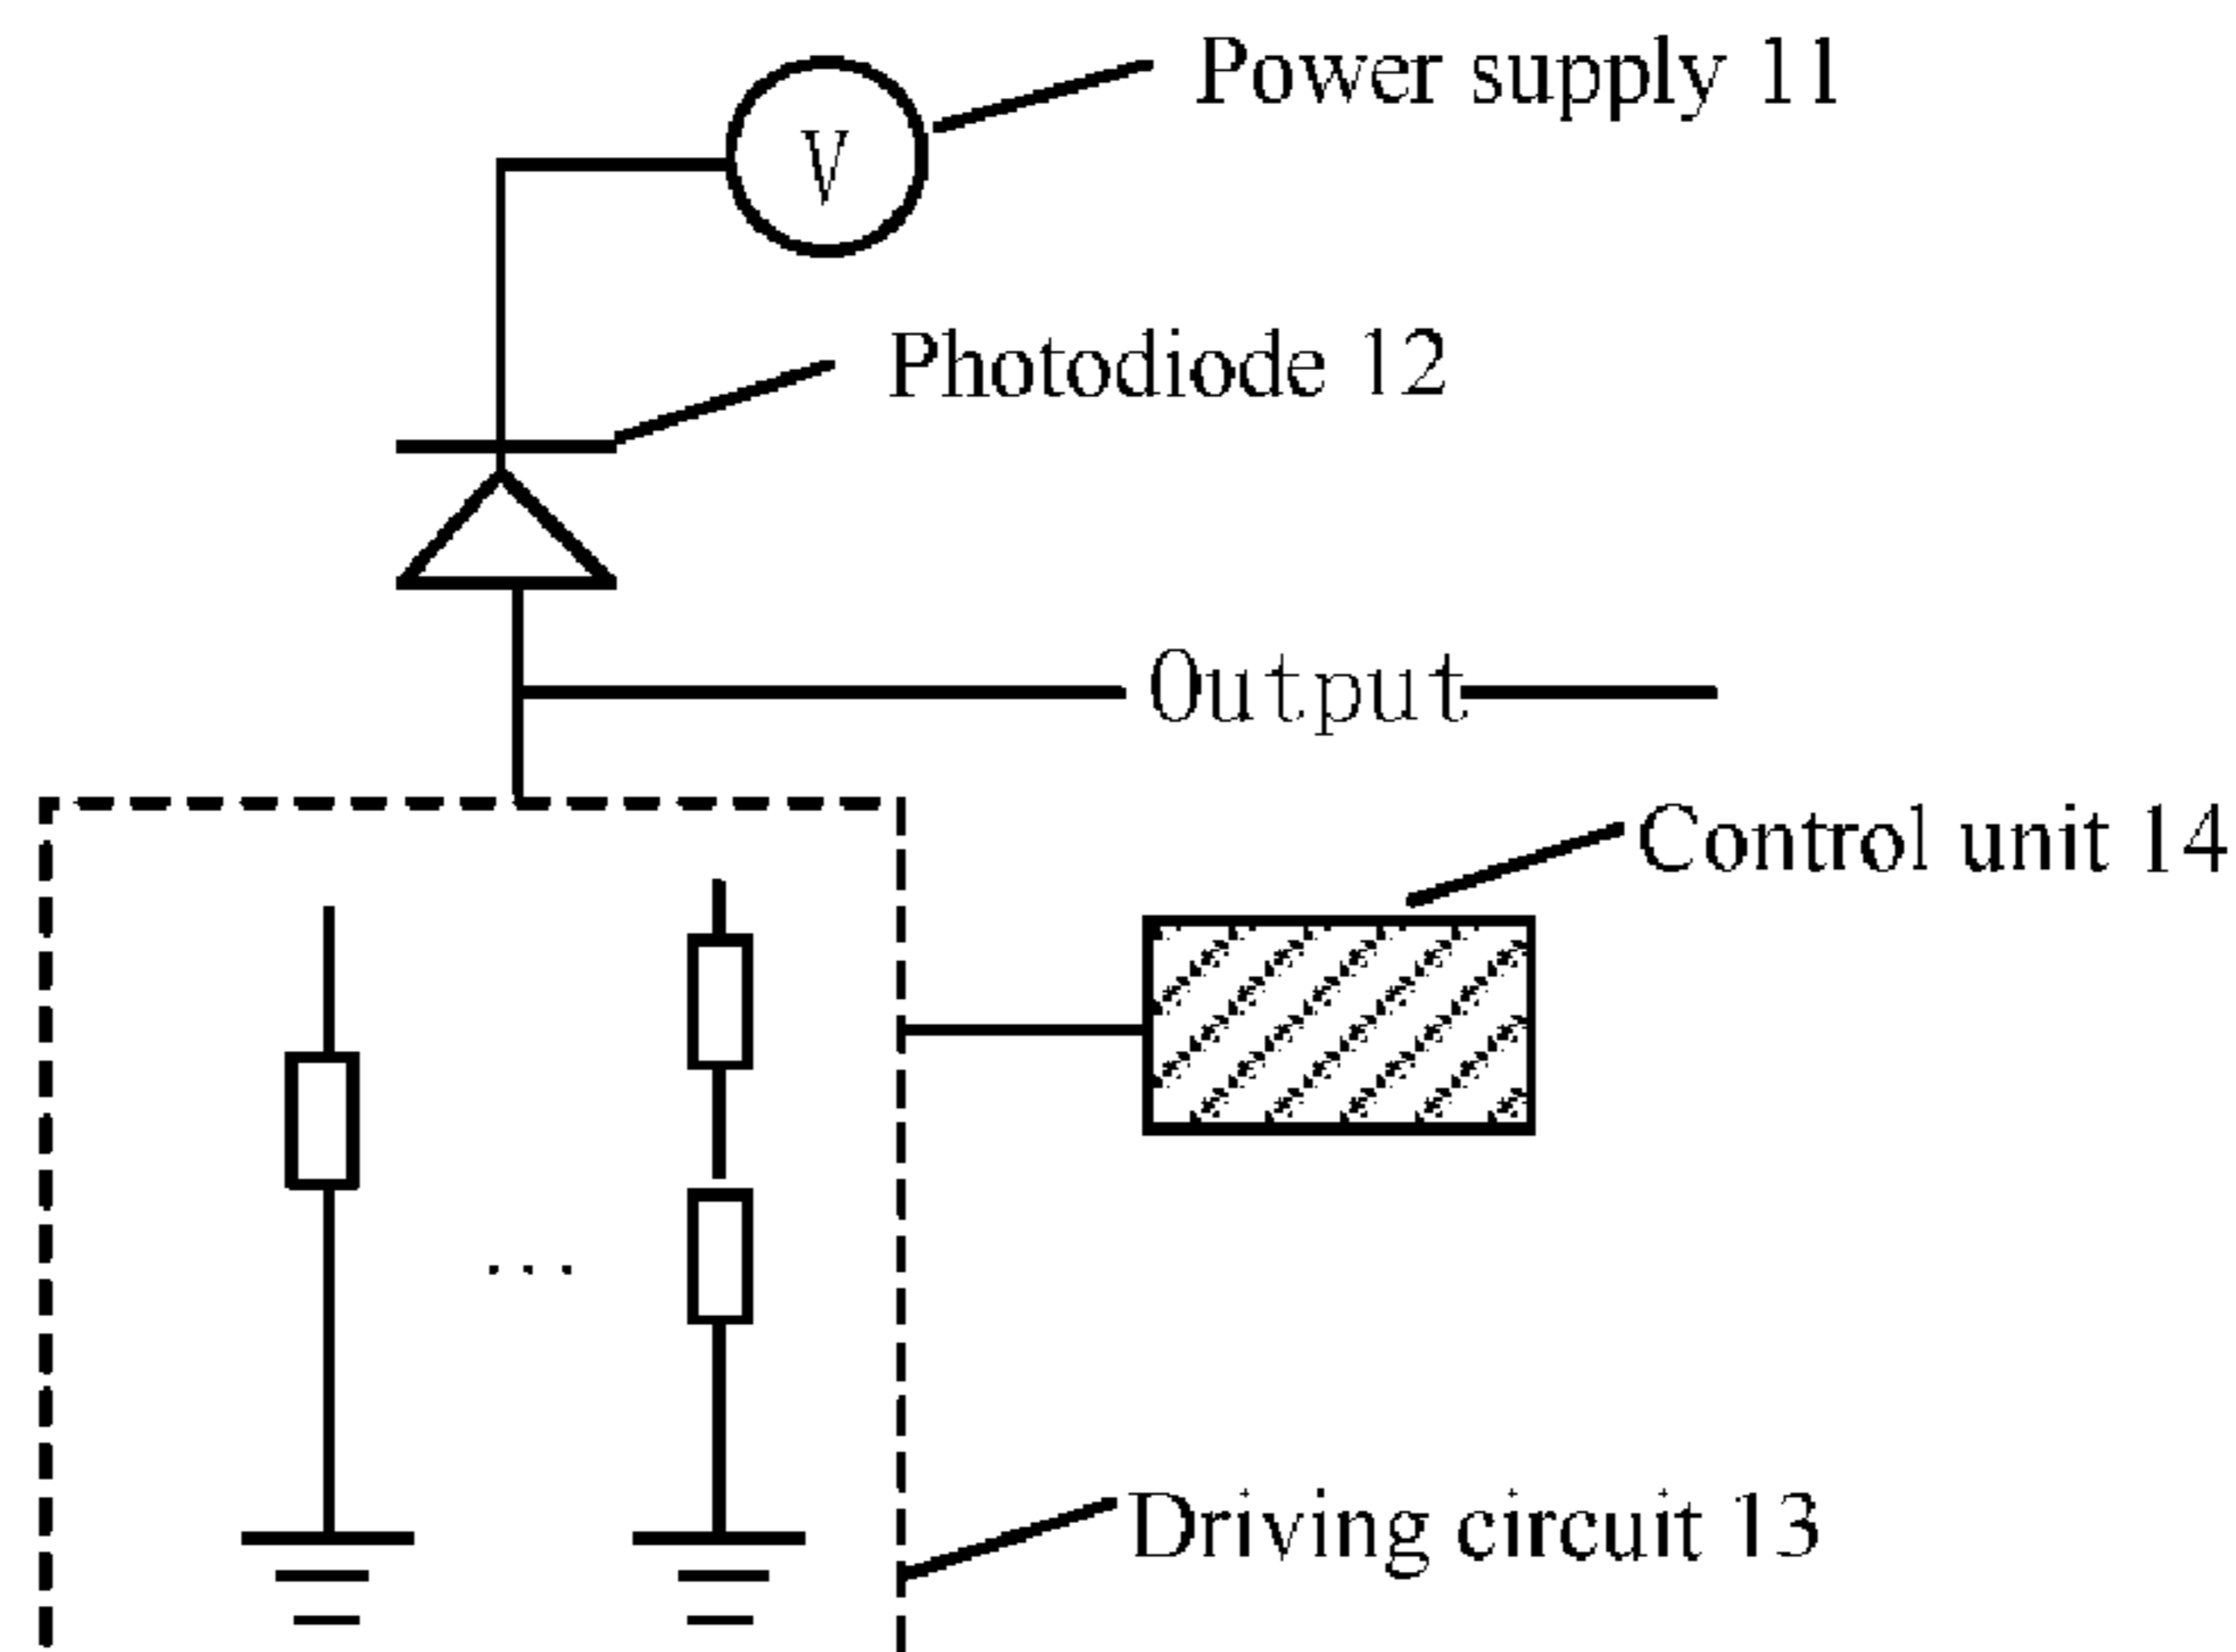 Power supply 11
V
Photodiode 12
Output
Control unit 14
...
Driving circuit 13